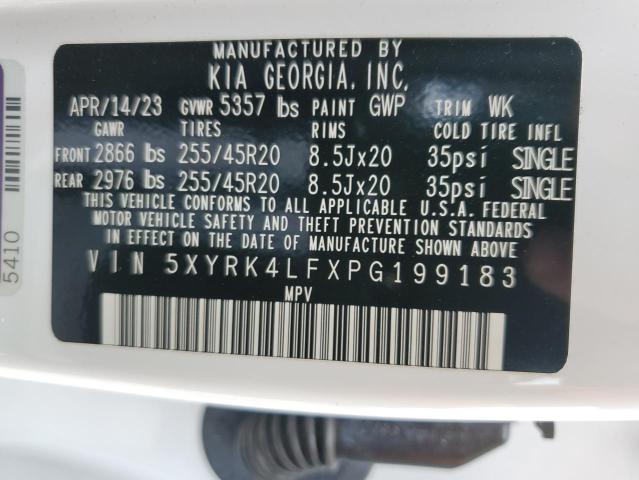 MANUFACTURED BY
KIA GEORGIA, INC.
APR/14/23 GVWR 5357 lbs PAINT GWP TRIM WK
GAWR TIRES RIMS COLD TIRE INFL
FRONT 2866 lbs 255/45R20 8.5Jx20 35psi SINGLE
REAR 2976 lbs 255/45R20 8.5Jx20 35psi SINGLE
THIS VEHICLE CONFORMS TO ALL APPLICABLE U.S.A. FEDERAL
MOTOR VEHICLE SAFETY AND THEFT PREVENTION STANDARDS
IN EFFECT ON THE DATE OF MANUFACTURE SHOWN ABOVE.
VIN 5XYRK4LFXPG199183
MPV
5410